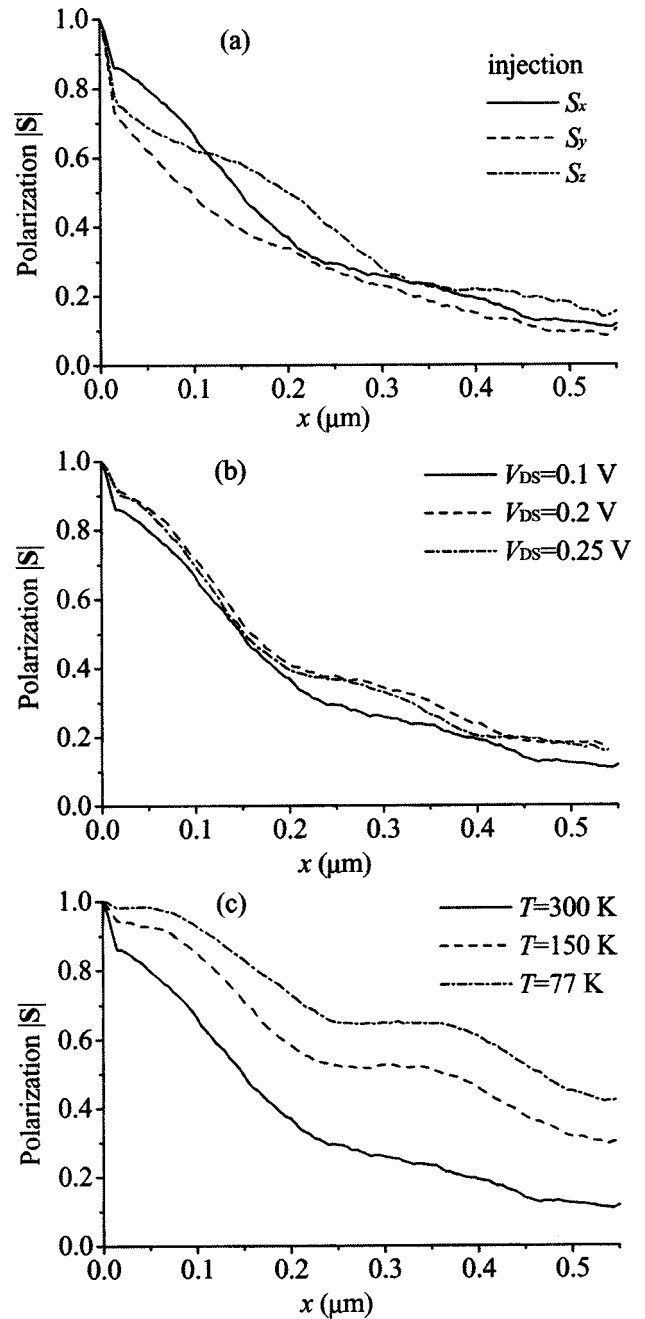 (a)
injection
Sx
Sy
Sz
Polarization |S|
1.0
0.8
0.6
0.4
0.2
0.0
0.0 0.1 0.2 0.3 0.4 0.5
x (μm)
(b)
VDS=0.1 V
VDS=0.2 V
VDS=0.25 V
Polarization |S|
1.0
0.8
0.6
0.4
0.2
0.0
0.0 0.1 0.2 0.3 0.4 0.5
x (μm)
(c)
T=300 K
T=150 K
T=77 K
Polarization |S|
1.0
0.8
0.6
0.4
0.2
0.0
0.0 0.1 0.2 0.3 0.4 0.5
x (μm)